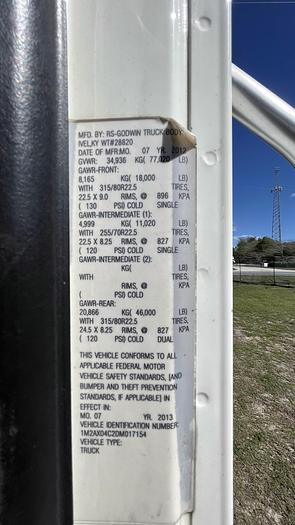 MFD. BY: RS-GODWIN TRUCK BODY
IVEL,KY WT#28820
DATE OF MFR:MO. 07 YR. 2012
GVWR: 34,936 KG( 77,020 LB)
GAWR-FRONT:
8,165 KG( 18,000 LB)
WITH 315/80R22.5 TIRES,
22.5 X 9.0 RIMS, @ 896 KPA
( 130 PSI) COLD SINGLE
GAWR-INTERMEDIATE (1):
4,999 KG( 11,020 LB)
WITH 255/70R22.5 TIRES,
22.5 X 8.25 RIMS, @ 827 KPA
( 120 PSI) COLD SINGLE
GAWR-INTERMEDIATE (2):
KG( LB)
WITH TIRES,
RIMS, @ KPA
( PSI) COLD
GAWR-REAR:
20,866 KG( 46,000 LB)
WITH 315/80R22.5 TIRES,
24.5 X 8.25 RIMS, @ 827 KPA
( 120 PSI) COLD DUAL
THIS VEHICLE CONFORMS TO ALL
APPLICABLE FEDERAL MOTOR
VEHICLE SAFETY STANDARDS, [AND
BUMPER AND THEFT PREVENTION
STANDARDS, IF APPLICABLE] IN
EFFECT IN:
MO. 07 YR. 2013
VEHICLE IDENTIFICATION NUMBER:
1M2AX04C2DM017154
VEHICLE TYPE:
TRUCK